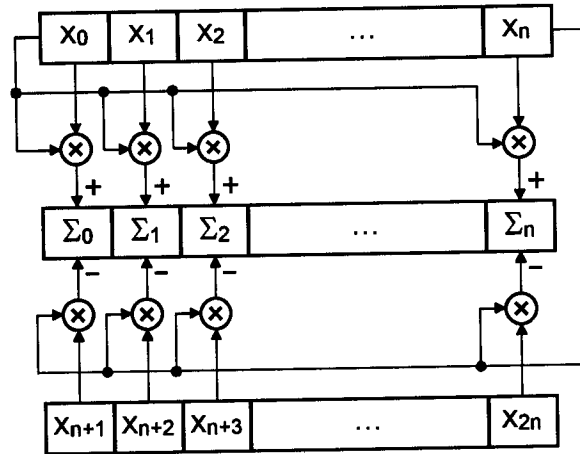 X0 X1 X2 ... Xn
× × × ×
+ + + +
Σ0 Σ1 Σ2 ... Σn
− − − −
× × × ×
Xn+1 Xn+2 Xn+3 ... X2n